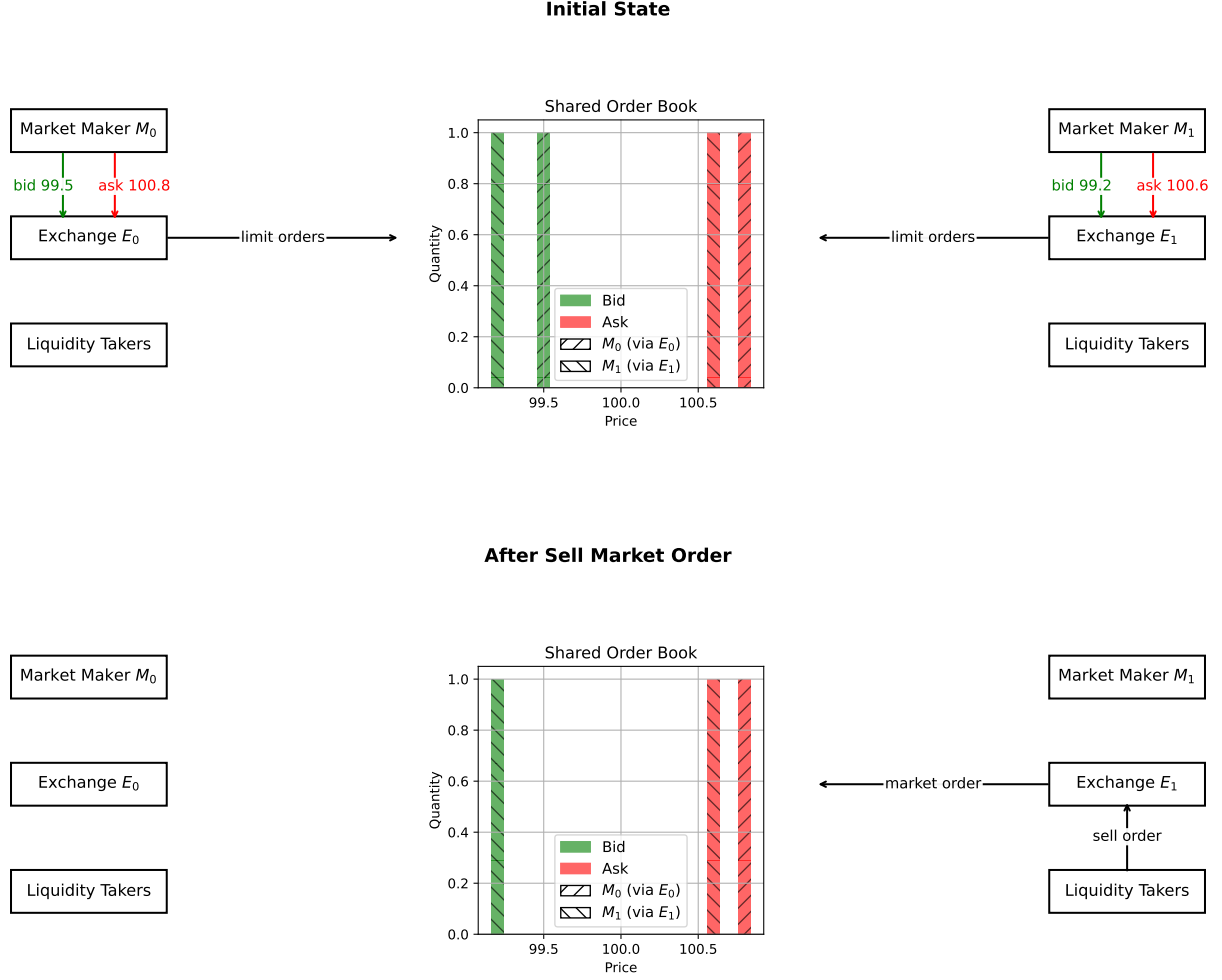 Initial State
Shared Order Book
Market Maker M0
Market Maker M1
bid 99.5
ask 100.8
bid 99.2
ask 100.6
Exchange E0
limit orders
limit orders
Exchange E1
Liquidity Takers
Liquidity Takers
1.0
0.8
0.6
0.4
0.2
0.0
Quantity
Bid
Ask
M0 (via E0)
M1 (via E1)
99.5 100.0 100.5
Price
After Sell Market Order
Shared Order Book
Market Maker M0
Market Maker M1
Exchange E0
market order
Exchange E1
sell order
Liquidity Takers
Liquidity Takers
1.0
0.8
0.6
0.4
0.2
0.0
Quantity
Bid
Ask
M0 (via E0)
M1 (via E1)
99.5 100.0 100.5
Price